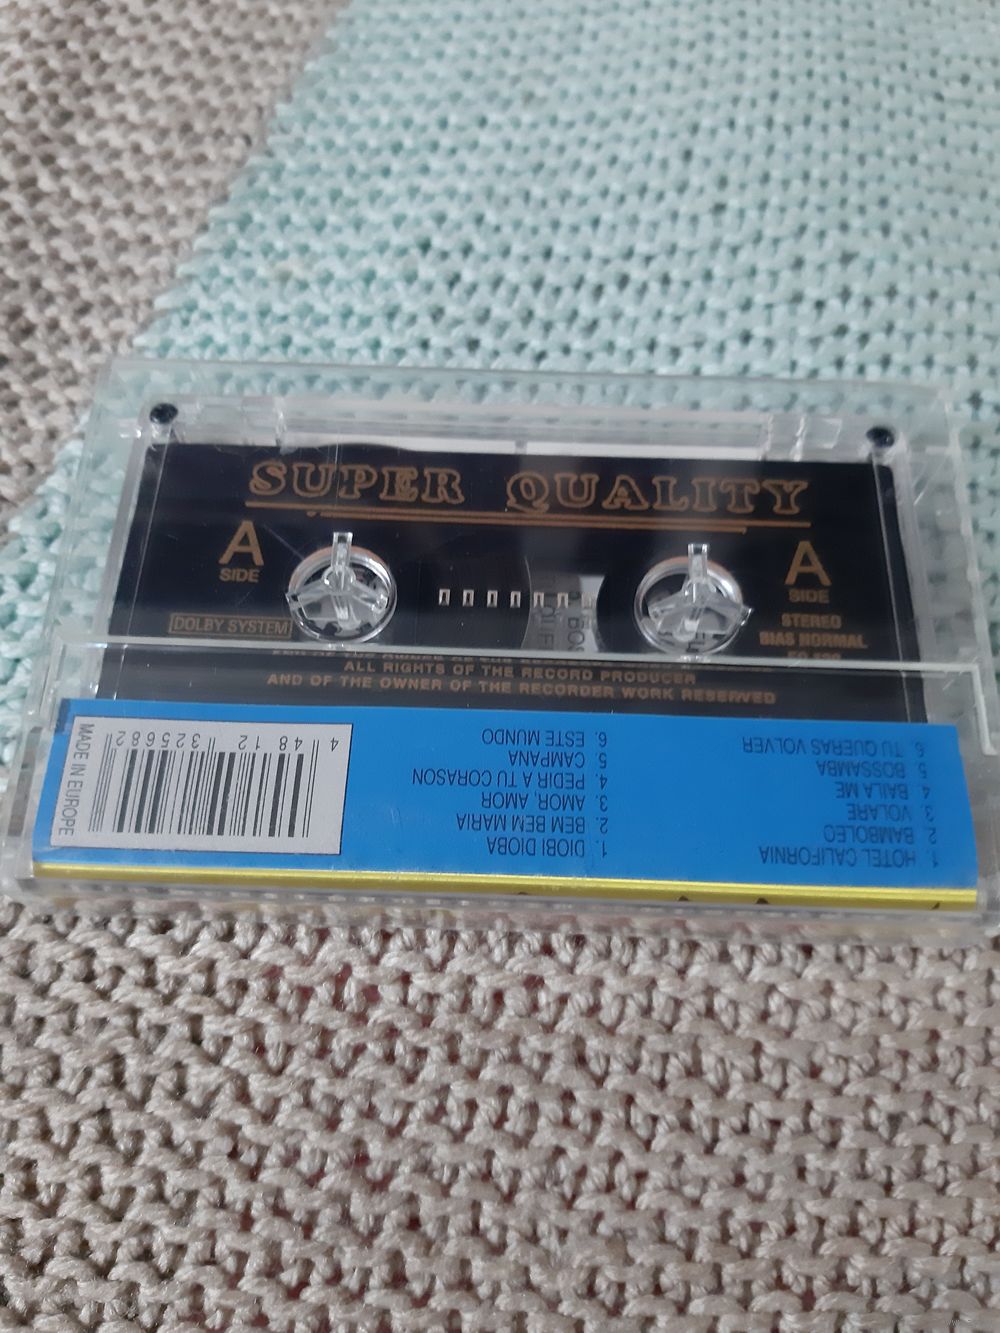 SUPER QUALITY
A
SIDE
DOLBY SYSTEM
A
SIDE
STEREO
BIAS NORMAL
ALL RIGHTS OF THE RECORD PRODUCER
AND OF THE OWNER OF THE RECORDER WORK RESERVED
1. HOTEL CALIFORNIA
2. BAMBOLEO
3. VOLARE
4. BAILA ME
5. BOSSAMBA
6. TU QUERAS VOLVER
1. DIOBI DIOBA
2. BEM BEM MARIA
3. AMOR, AMOR
4. PEDIR A TU CORASON
5. CAMPANA
6. ESTE MUNDO
4 812 325682
MADE IN EUROPE